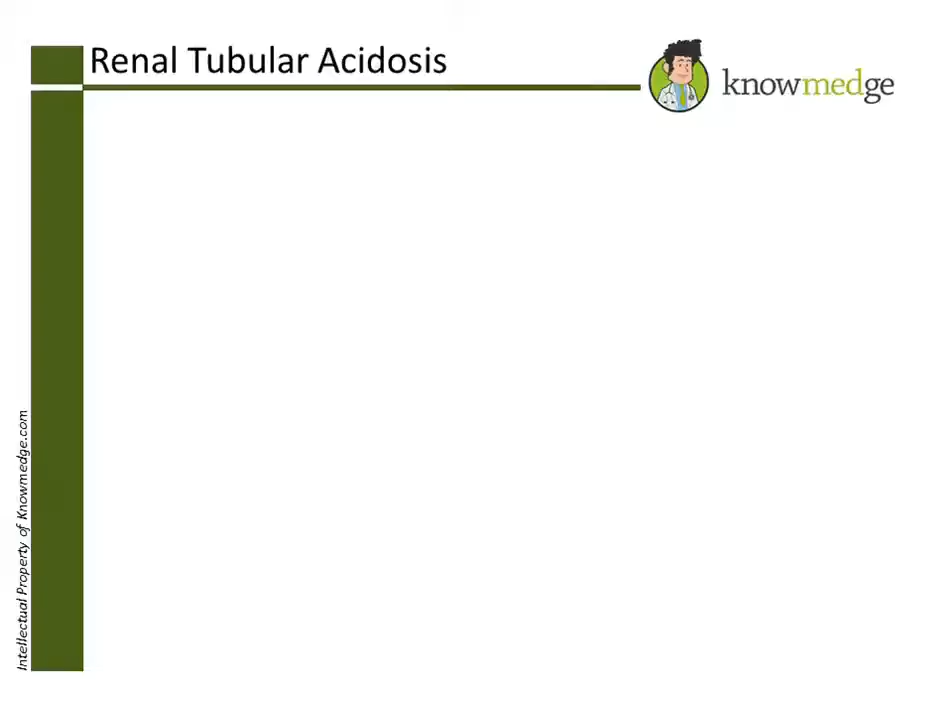 Renal Tubular Acidosis
knowmedge
Intellectual Property of Knowmedge.com